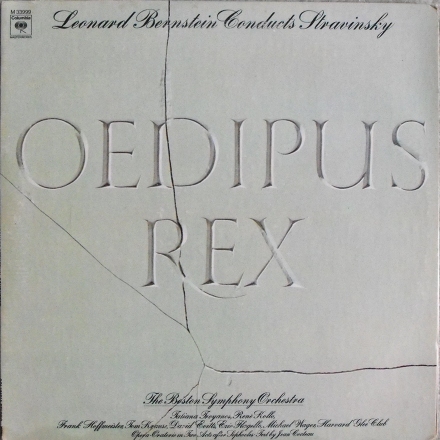 M 33999
Columbia
Leonard Bernstein Conducts Stravinsky
OEDIPUS
REX
The Boston Symphony Orchestra
Tatiana Troyanos, René Kollo,
Frank Hoffmeister, Tom Krause, David Evitts, Ezio Flagello, Michael Wager, Harvard Glee Club
Opera-Oratorio in Two Acts after Sophocles Text by Jean Cocteau